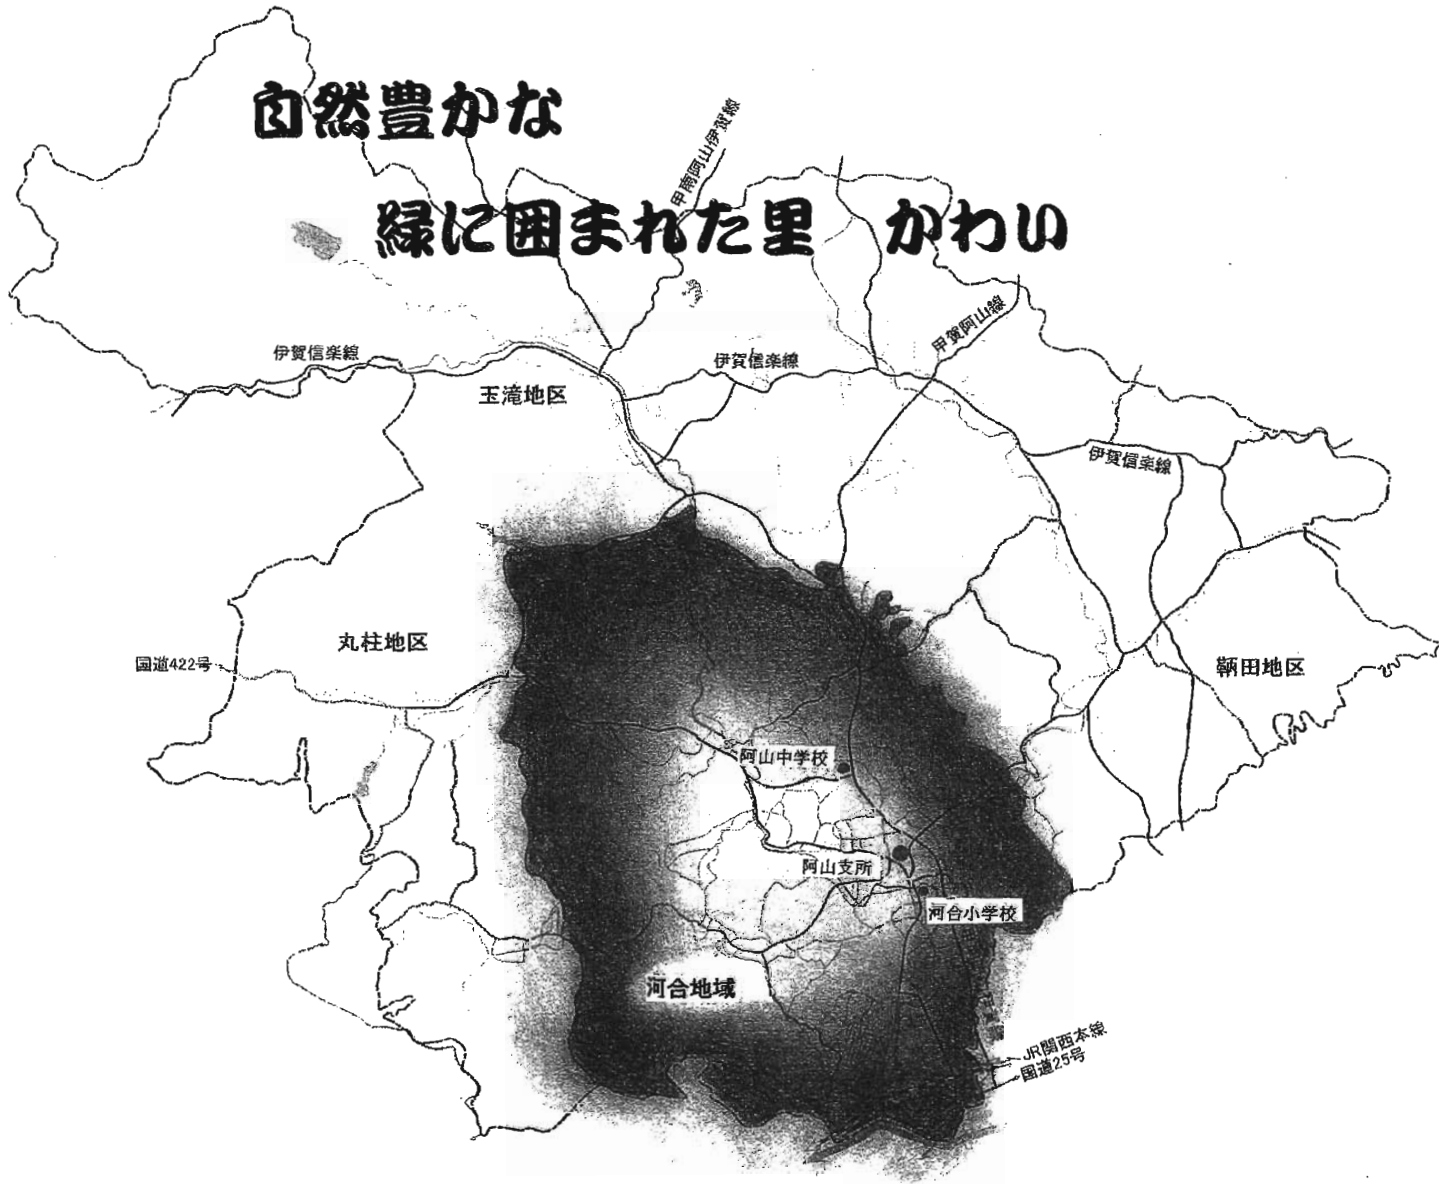 自然豊かな
緑に囲まれた里　かわい
甲南阿山伊賀線
甲賀阿山線
伊賀信楽線
伊賀信楽線
玉滝地区
伊賀信楽線
丸柱地区
国道422号
鞆田地区
阿山中学校
阿山支所
河合小学校
河合地域
JR関西本線
国道25号